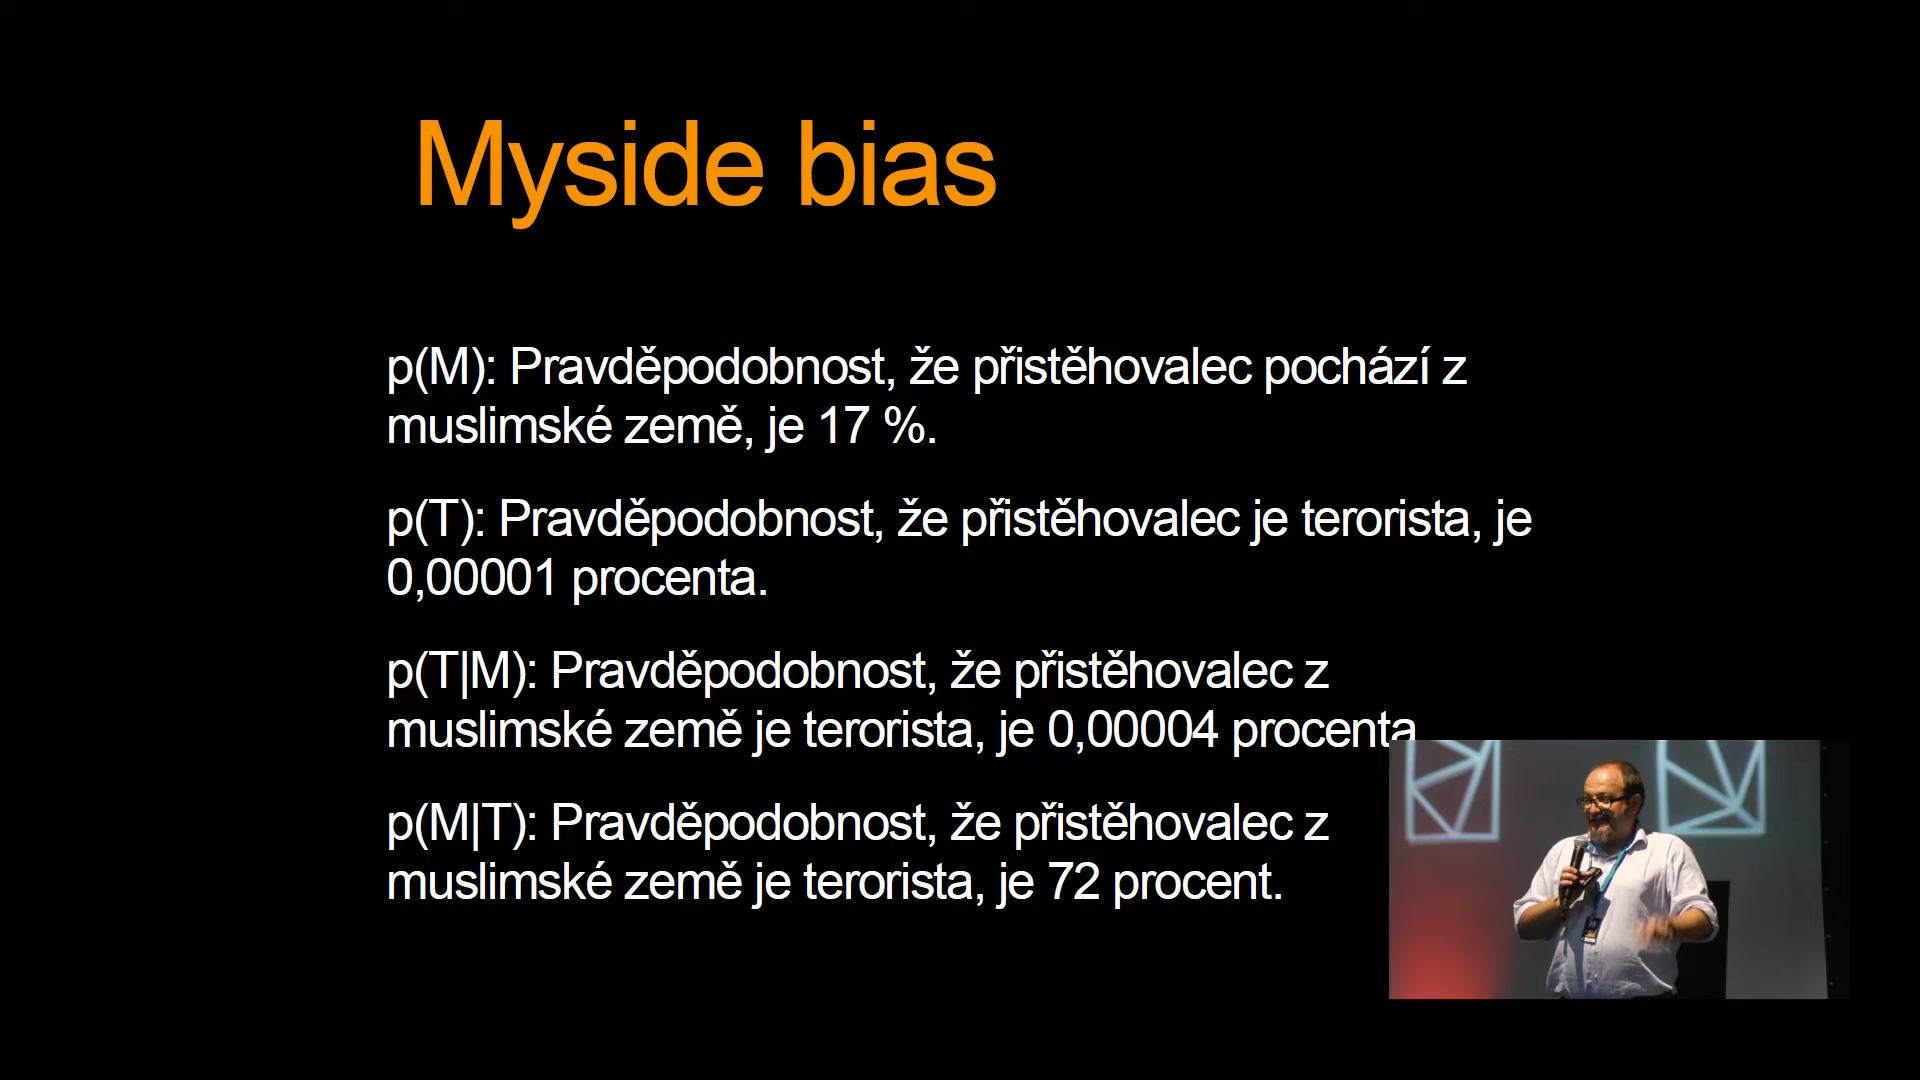 Myside bias
p(M): Pravděpodobnost, že přistěhovalec pochází z
muslimské země, je 17 %.
p(T): Pravděpodobnost, že přistěhovalec je terorista, je
0,00001 procenta.
p(T|M): Pravděpodobnost, že přistěhovalec z
muslimské země je terorista, je 0,00004 procenta
p(M|T): Pravděpodobnost, že přistěhovalec z
muslimské země je terorista, je 72 procent.